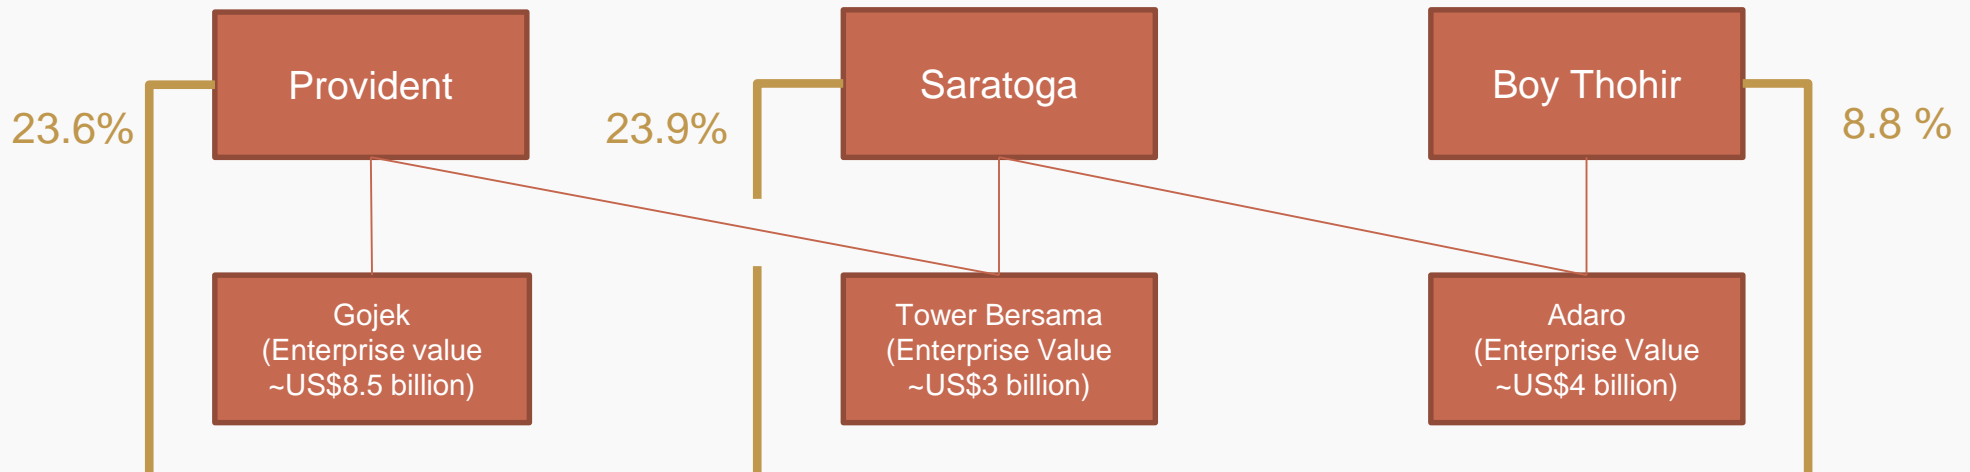 Provident
Saratoga
Boy Thohir
23.6%
23.9%
8.8 %
Gojek
(Enterprise value
~US$8.5 billion)
Tower Bersama
(Enterprise Value
~US$3 billion)
Adaro
(Enterprise Value
~US$4 billion)